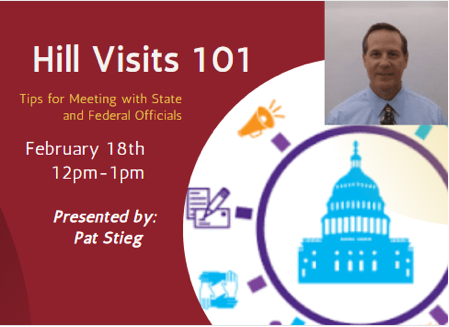 Hill Visits 101
Tips for Meeting with State
and Federal Officials
February 18th
12pm-1pm
Presented by:
Pat Stieg